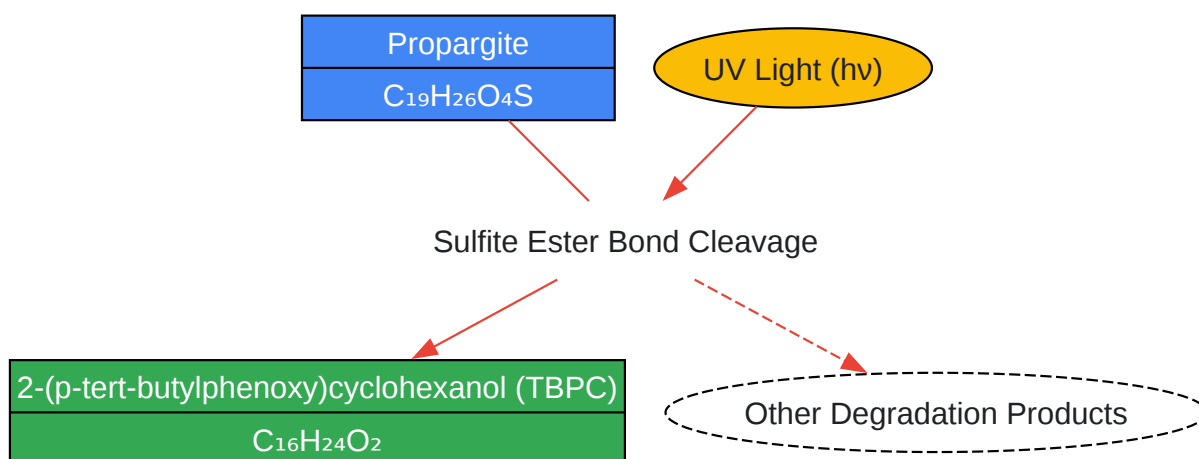 Propargite
C₁₉H₂₆O₄S
UV Light (hν)
Sulfite Ester Bond Cleavage
2-(p-tert-butylphenoxy)cyclohexanol (TBPC)
C₁₆H₂₄O₂
Other Degradation Products